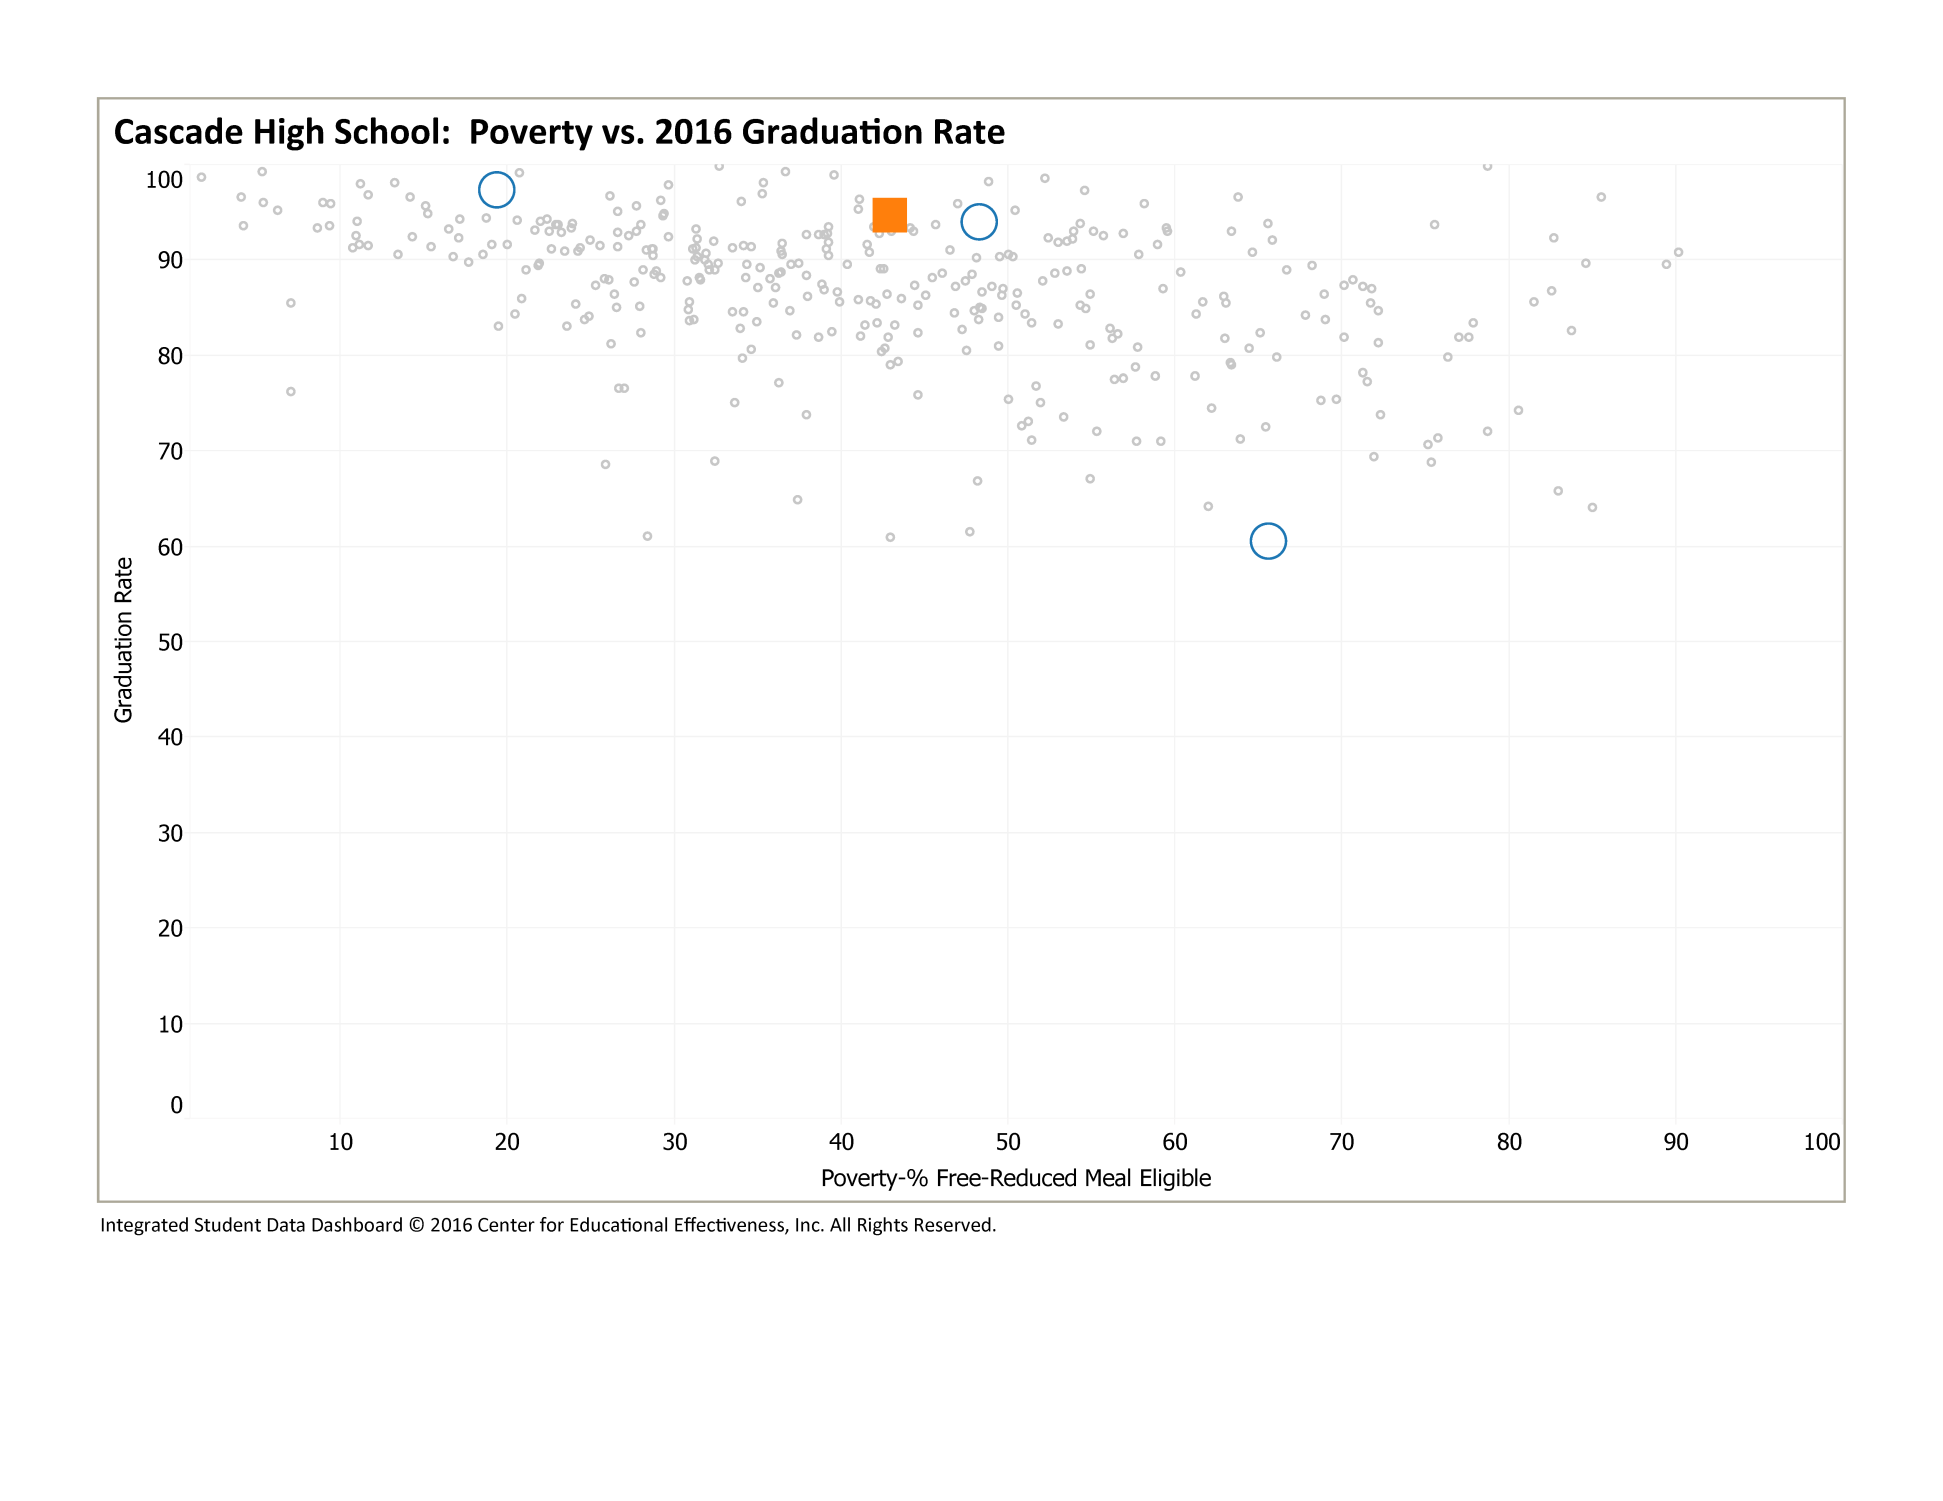 Cascade High School:  Poverty vs. 2016 Graduation Rate
100
90
80
70
60
50
40
30
20
10
0
Graduation Rate
10 20 30 40 50 60 70 80 90 100
Poverty-% Free-Reduced Meal Eligible
Integrated Student Data Dashboard © 2016 Center for Educational Effectiveness, Inc. All Rights Reserved.